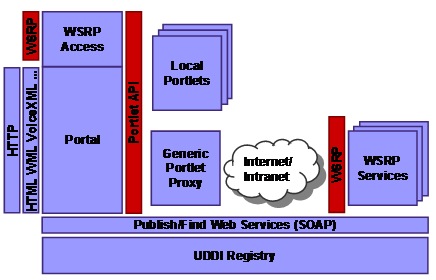 WSRP
WSRP
Access
HTTP
HTML WML VoiceXML ...
Portal
Portlet API
Local
Portlets
Generic
Portlet
Proxy
Internet/
Intranet
WSRP
WSRP
Services
Publish/Find Web Services (SOAP)
UDDI Registry